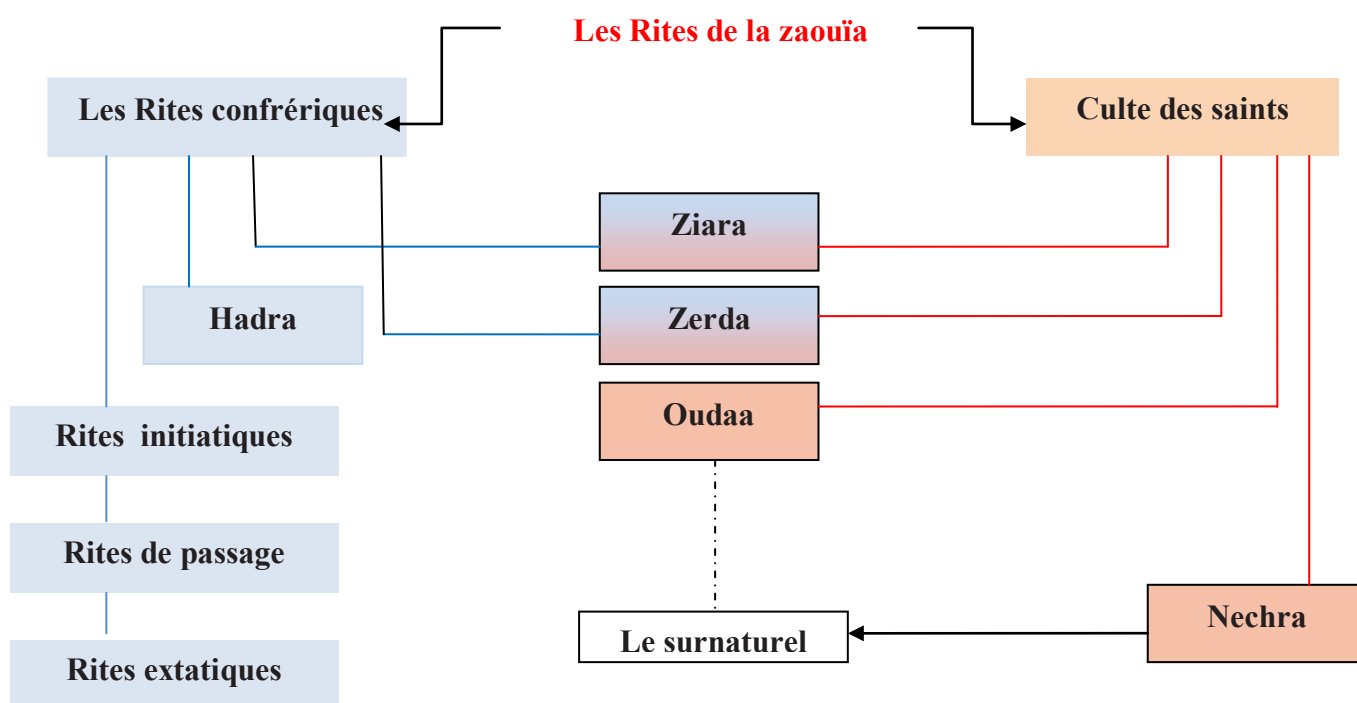 Les Rites de la zaouïa
Les Rites confrériques
Culte des saints
Ziara
Hadra
Zerda
Oudaa
Rites initiatiques
Rites de passage
Nechra
Le surnaturel
Rites extatiques